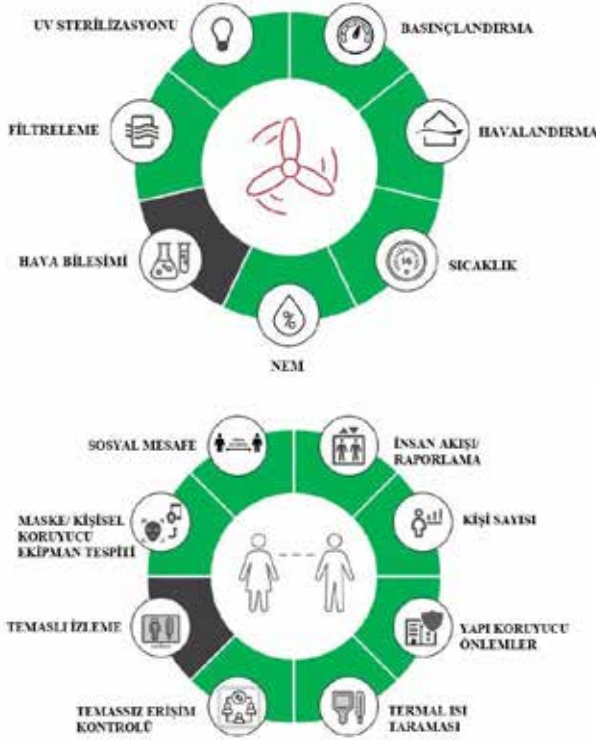 UV STERİLİZASYONU
BASINÇLANDIRMA
FİLTRELEME
HAVALANDIRMA
HAVA BİLEŞİMİ
SICAKLIK
%
NEM
SOSYAL MESAFE
İNSAN AKIŞI/
RAPORLAMA
MASKE/ KİŞİSEL
KORUYUCU
EKİPMAN TESPİTİ
KİŞİ SAYISI
TEMASLI İZLEME
YAPI KORUYUCU
ÖNLEMLER
TEMASSIZ ERİŞİM
KONTROLÜ
TERMAL ISI
TARAMASI